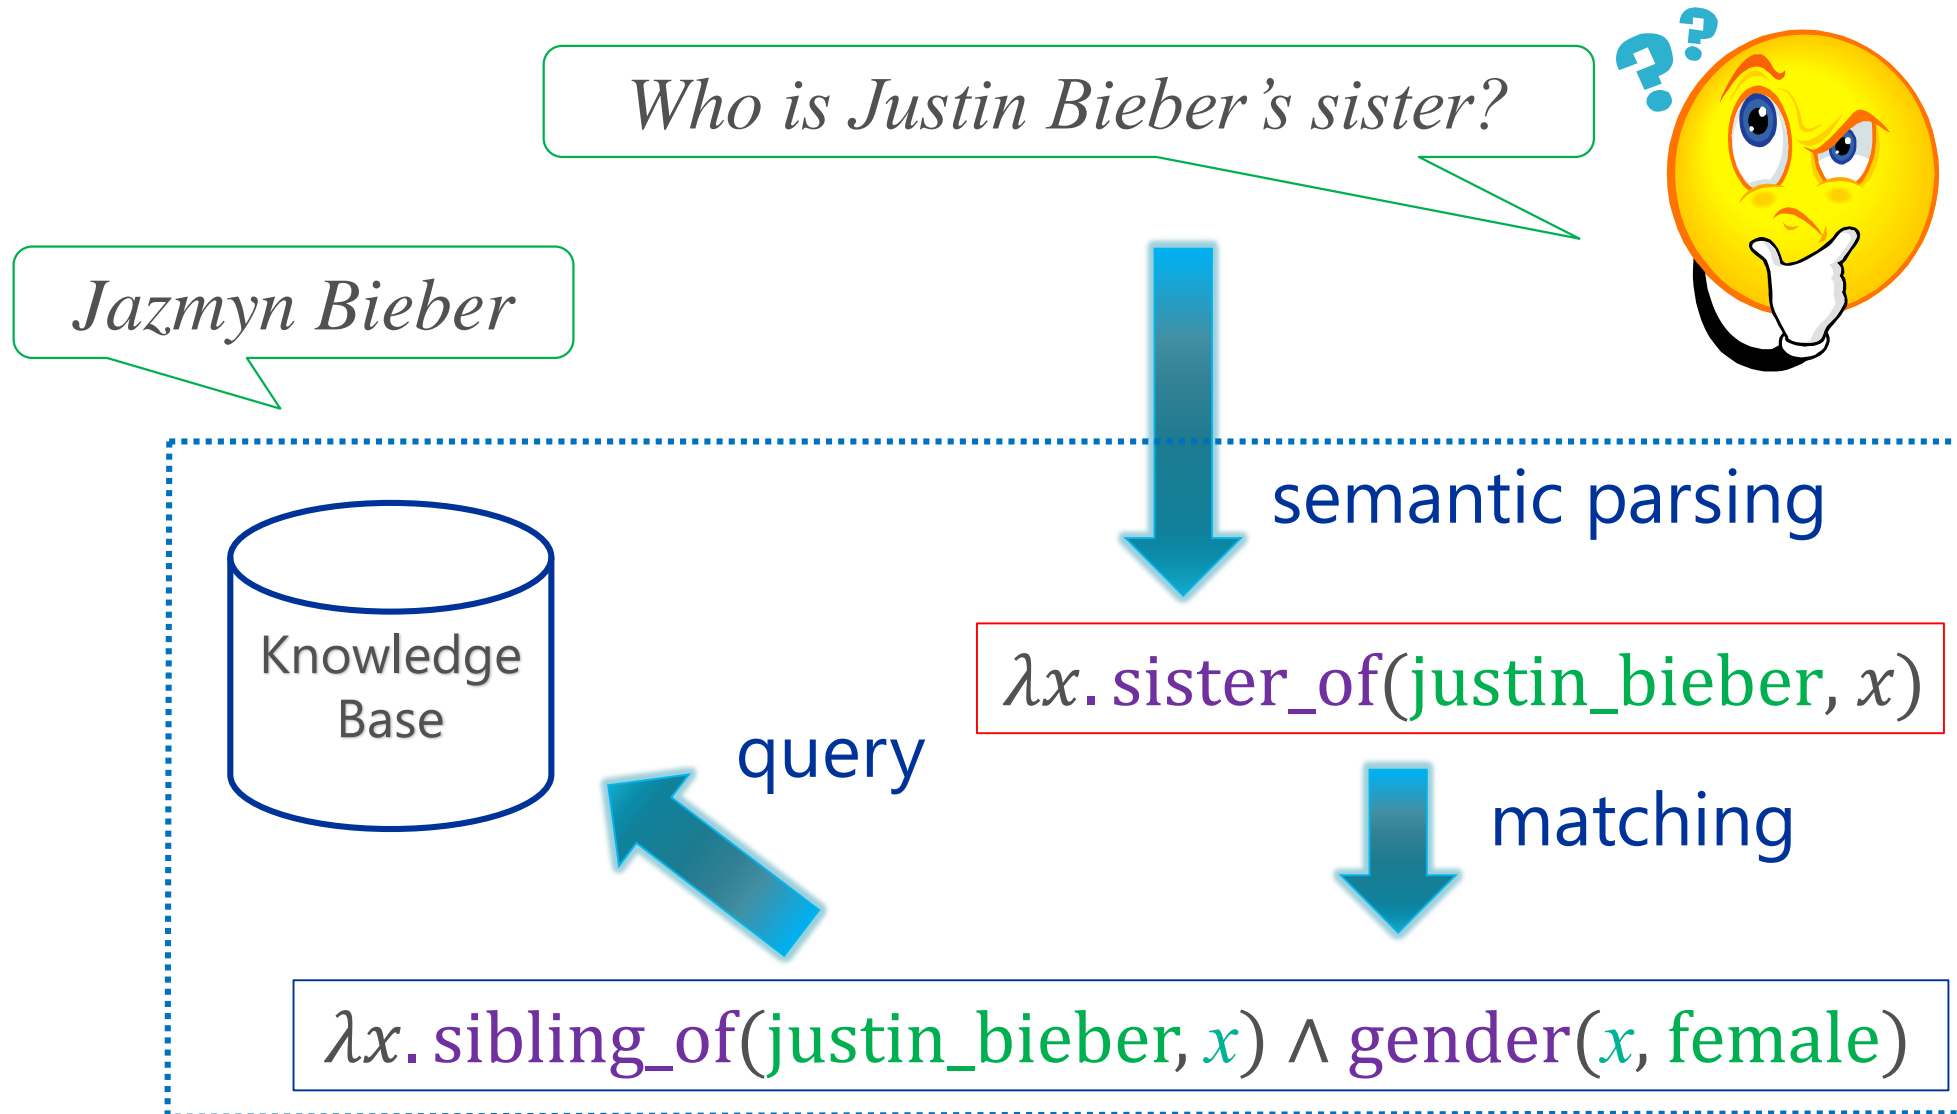 Who is Justin Bieber’s sister?
Jazmyn Bieber
semantic parsing
Knowledge
Base
λx. sister_of(justin_bieber, x)
query
matching
λx. sibling_of(justin_bieber, x) ∧ gender(x, female)
? ?